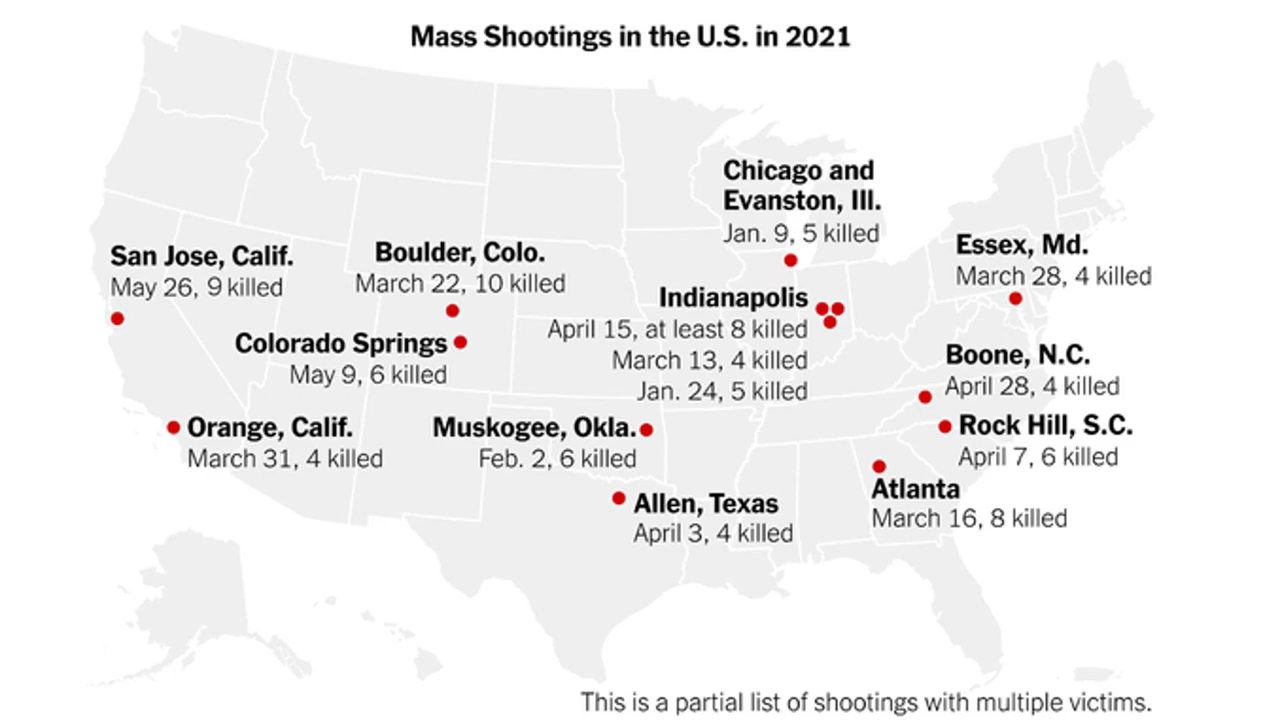 Mass Shootings in the U.S. in 2021
Chicago and
Evanston, Ill.
Jan. 9, 5 killed
San Jose, Calif.
May 26, 9 killed
Boulder, Colo.
March 22, 10 killed
Essex, Md.
March 28, 4 killed
Indianapolis
April 15, at least 8 killed
March 13, 4 killed
Jan. 24, 5 killed
Colorado Springs
May 9, 6 killed
Boone, N.C.
April 28, 4 killed
Orange, Calif.
March 31, 4 killed
Muskogee, Okla.
Feb. 2, 6 killed
Rock Hill, S.C.
April 7, 6 killed
Allen, Texas
April 3, 4 killed
Atlanta
March 16, 8 killed
This is a partial list of shootings with multiple victims.